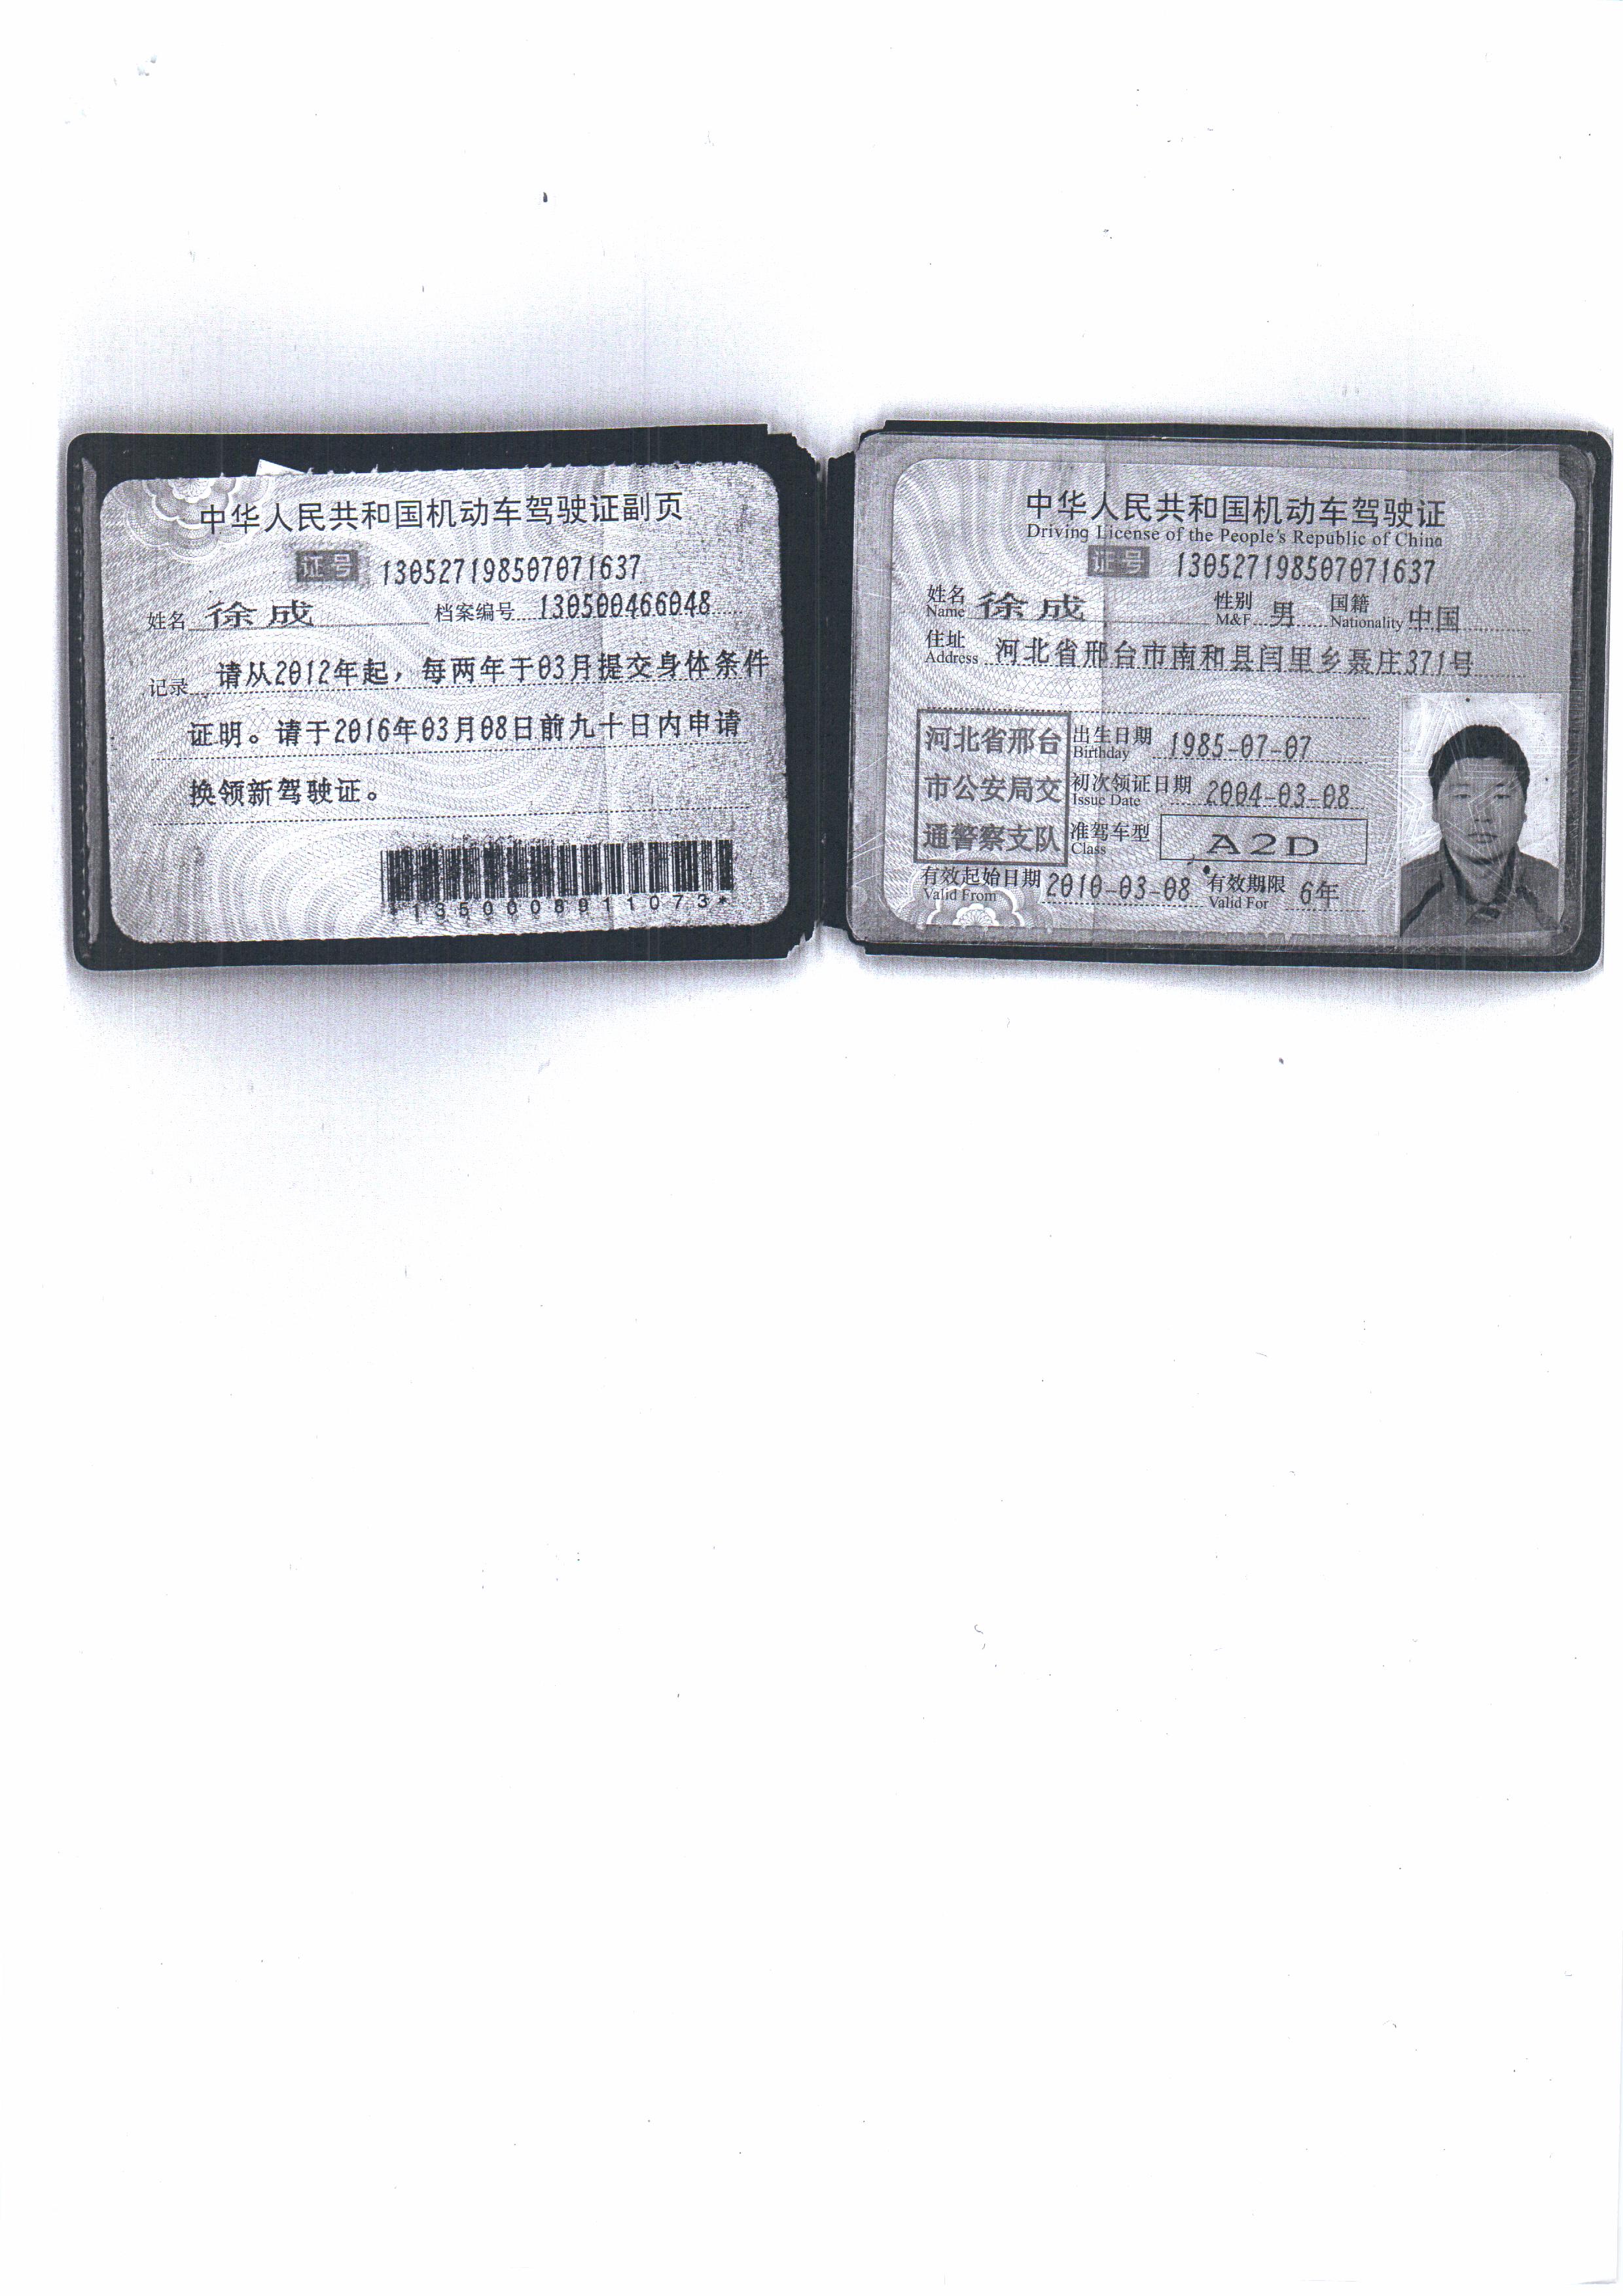 中华人民共和国机动车驾驶证副页
证号 130527198507071637
姓名 徐成 档案编号 130500466048
记录 请从2012年起，每两年于03月提交身体条件
证明。请于2016年03月08日前九十日内申请
换领新驾驶证。
*1350008911073*
中华人民共和国机动车驾驶证
Driving License of the People's Republic of China
证号 130527198507071637
姓名 徐成 性别 男 国籍 中国
Name M&F Nationality
住址 河北省邢台市南和县闫里乡聂庄371号
Address
河北省邢台
市公安局交
通警察支队
出生日期 1985-07-07
Birthday
初次领证日期 2004-03-08
Issue Date
准驾车型 A2D
Class
有效起始日期 2010-03-08 有效期限 6年
Valid From Valid For